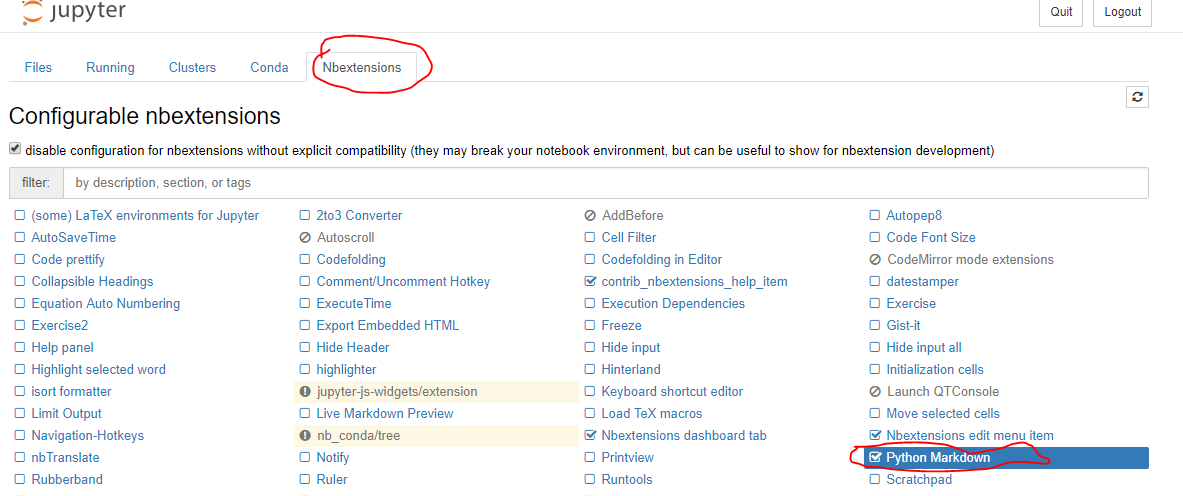 jupyter
Quit Logout
Files Running Clusters Conda Nbextensions
Configurable nbextensions
disable configuration for nbextensions without explicit compatibility (they may break your notebook environment, but can be useful to show for nbextension development)
filter: by description, section, or tags
(some) LaTeX environments for Jupyter 2to3 Converter AddBefore Autopep8
AutoSaveTime Autoscroll Cell Filter Code Font Size
Code prettify Codefolding Codefolding in Editor CodeMirror mode extensions
Collapsible Headings Comment/Uncomment Hotkey contrib_nbextensions_help_item datestamper
Equation Auto Numbering ExecuteTime Execution Dependencies Exercise
Exercise2 Export Embedded HTML Freeze Gist-it
Help panel Hide Header Hide input Hide input all
Highlight selected word highlighter Hinterland Initialization cells
isort formatter jupyter-js-widgets/extension Keyboard shortcut editor Launch QTConsole
Limit Output Live Markdown Preview Load TeX macros Move selected cells
Navigation-Hotkeys nb_conda/tree Nbextensions dashboard tab Nbextensions edit menu item
nbTranslate Notify Printview Python Markdown
Rubberband Ruler Runtools Scratchpad